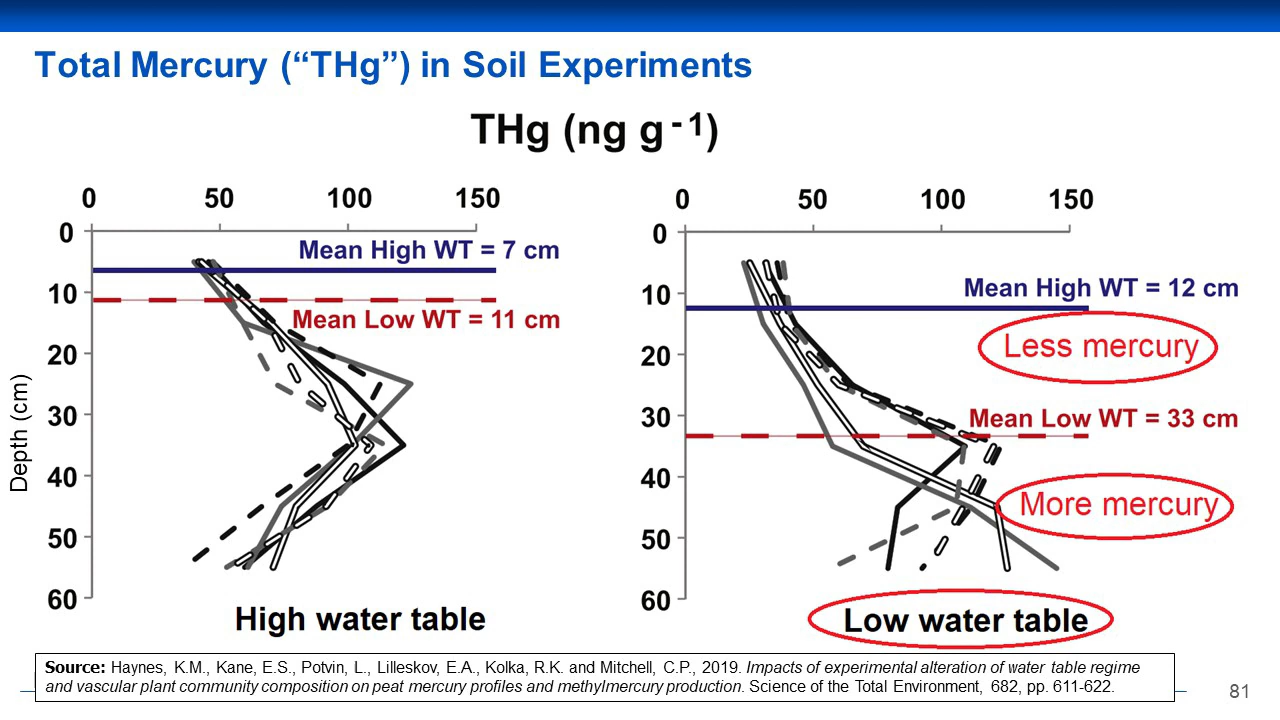 Total Mercury (“THg”) in Soil Experiments
THg (ng g⁻¹)
0 50 100 150
0
10
20
30
40
50
60
Depth (cm)
Mean High WT = 7 cm
Mean Low WT = 11 cm
High water table
0 50 100 150
0
10
20
30
40
50
60
Mean High WT = 12 cm
Less mercury
Mean Low WT = 33 cm
More mercury
Low water table
Source: Haynes, K.M., Kane, E.S., Potvin, L., Lilleskov, E.A., Kolka, R.K. and Mitchell, C.P., 2019. Impacts of experimental alteration of water table regime
and vascular plant community composition on peat mercury profiles and methylmercury production. Science of the Total Environment, 682, pp. 611-622.
81